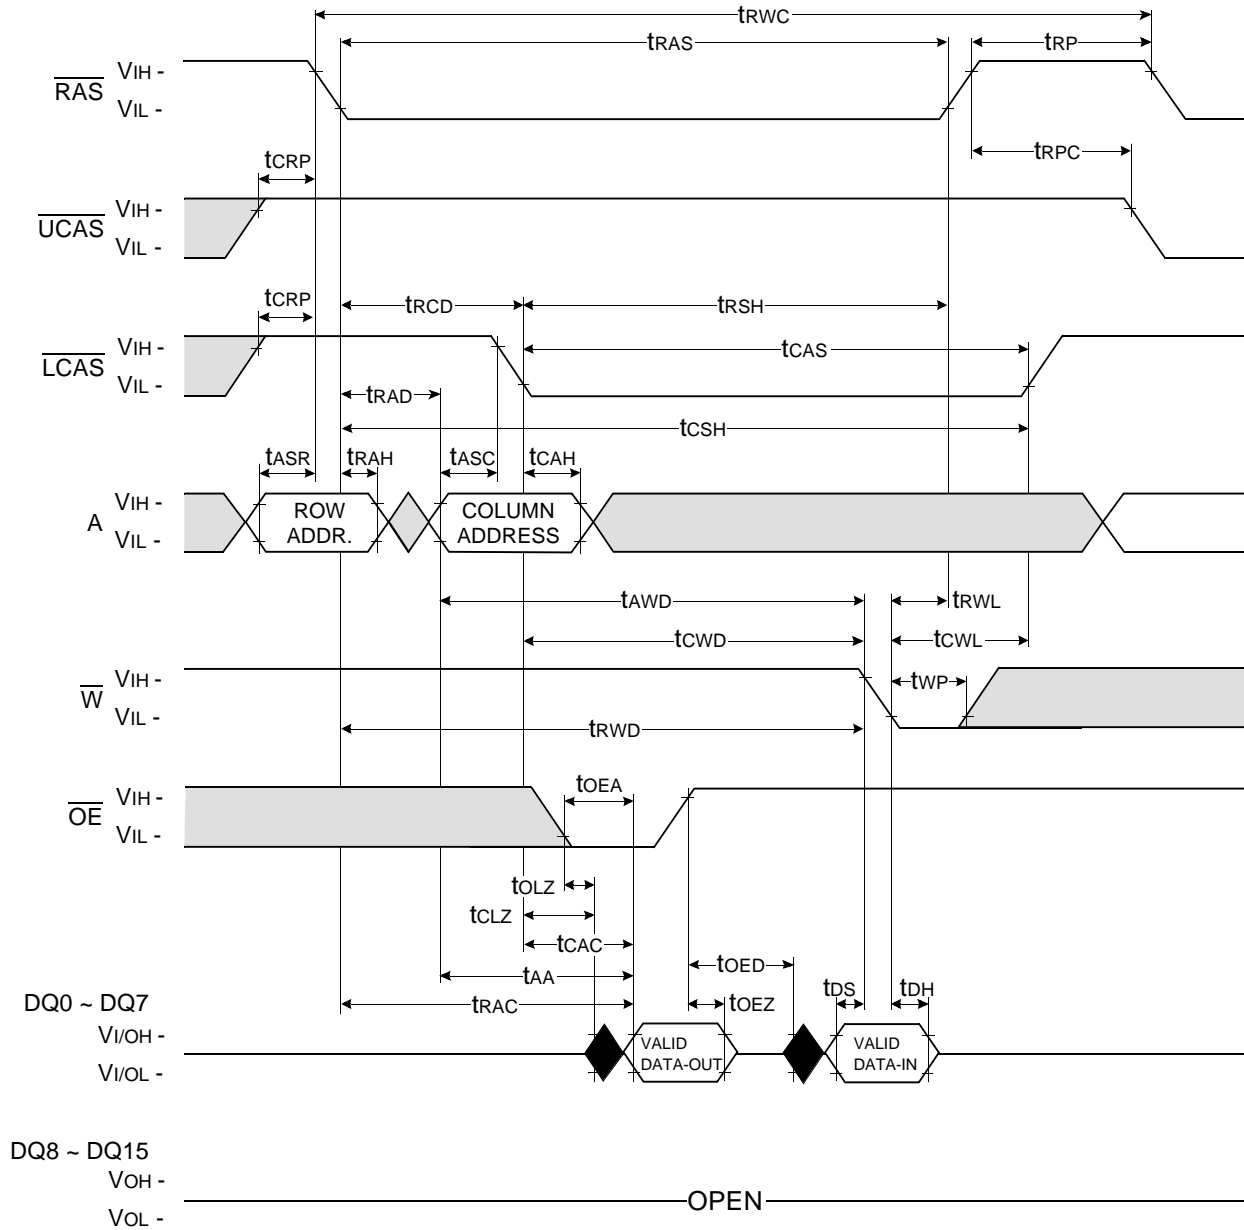 tRWC
tRAS
tRP
RAS
VIH -
VIL -
tCRP
tRPC
UCAS
VIH -
VIL -
tCRP
tRCD
tRSH
LCAS
VIH -
VIL -
tCAS
tRAD
tCSH
tASR
tRAH
tASC
tCAH
A
VIH -
VIL -
ROW
ADDR.
COLUMN
ADDRESS
tAWD
tRWL
tCWD
tCWL
W
VIH -
VIL -
tWP
tRWD
OE
VIH -
VIL -
tOEA
tOLZ
tCLZ
tCAC
tOED
tAA
tDS
tDH
tRAC
tOEZ
DQ0 ~ DQ7
VI/OH -
VI/OL -
VALID
DATA-OUT
VALID
DATA-IN
DQ8 ~ DQ15
VOH -
VOL -
OPEN